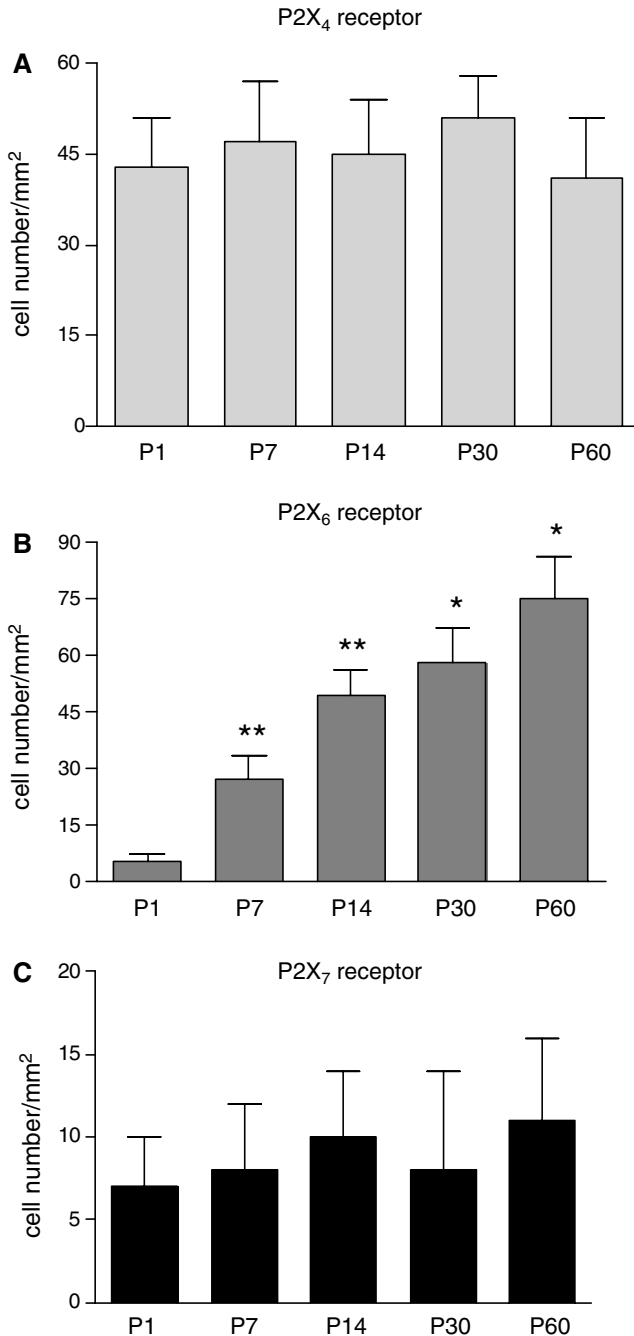 P2X₄ receptor
A
60
45
30
15
0
cell number/mm²
P1 P7 P14 P30 P60
P2X₆ receptor
B
90
75
60
45
30
15
0
cell number/mm²
** ** * *
P1 P7 P14 P30 P60
C P2X₇ receptor
20
15
10
5
0
cell number/mm²
P1 P7 P14 P30 P60